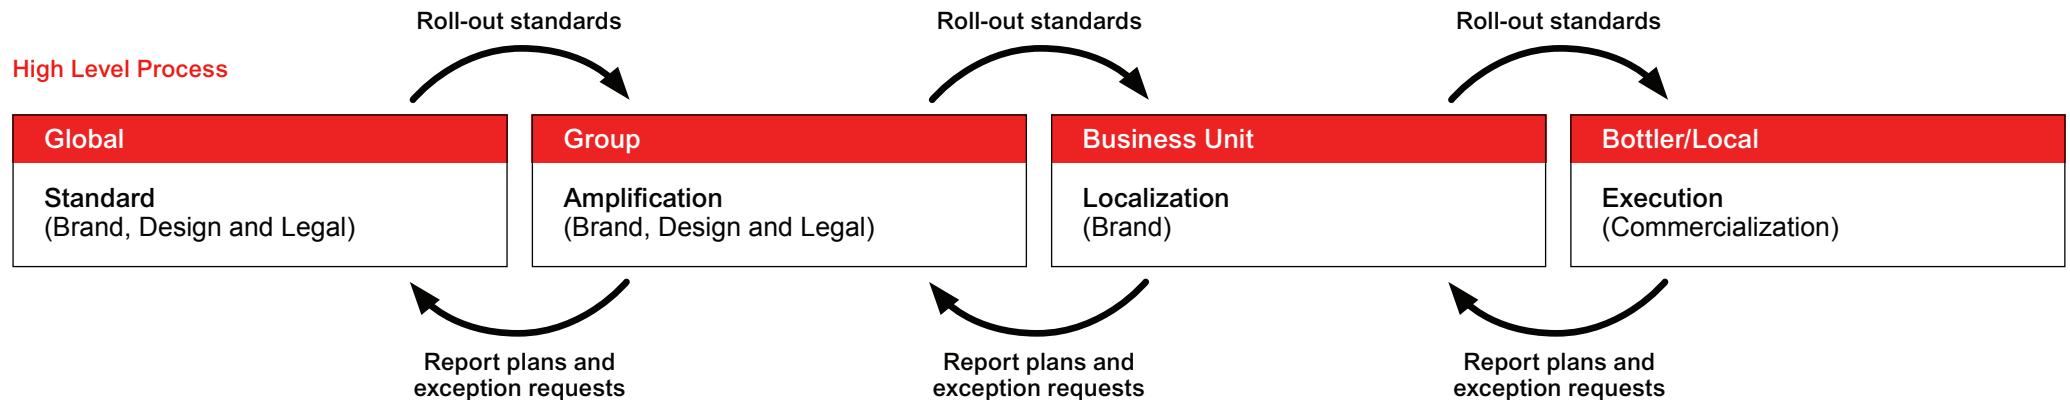 Roll-out standards
Roll-out standards
Roll-out standards
High Level Process
Global
Standard
(Brand, Design and Legal)
Group
Amplification
(Brand, Design and Legal)
Business Unit
Localization
(Brand)
Bottler/Local
Execution
(Commercialization)
Report plans and
exception requests
Report plans and
exception requests
Report plans and
exception requests